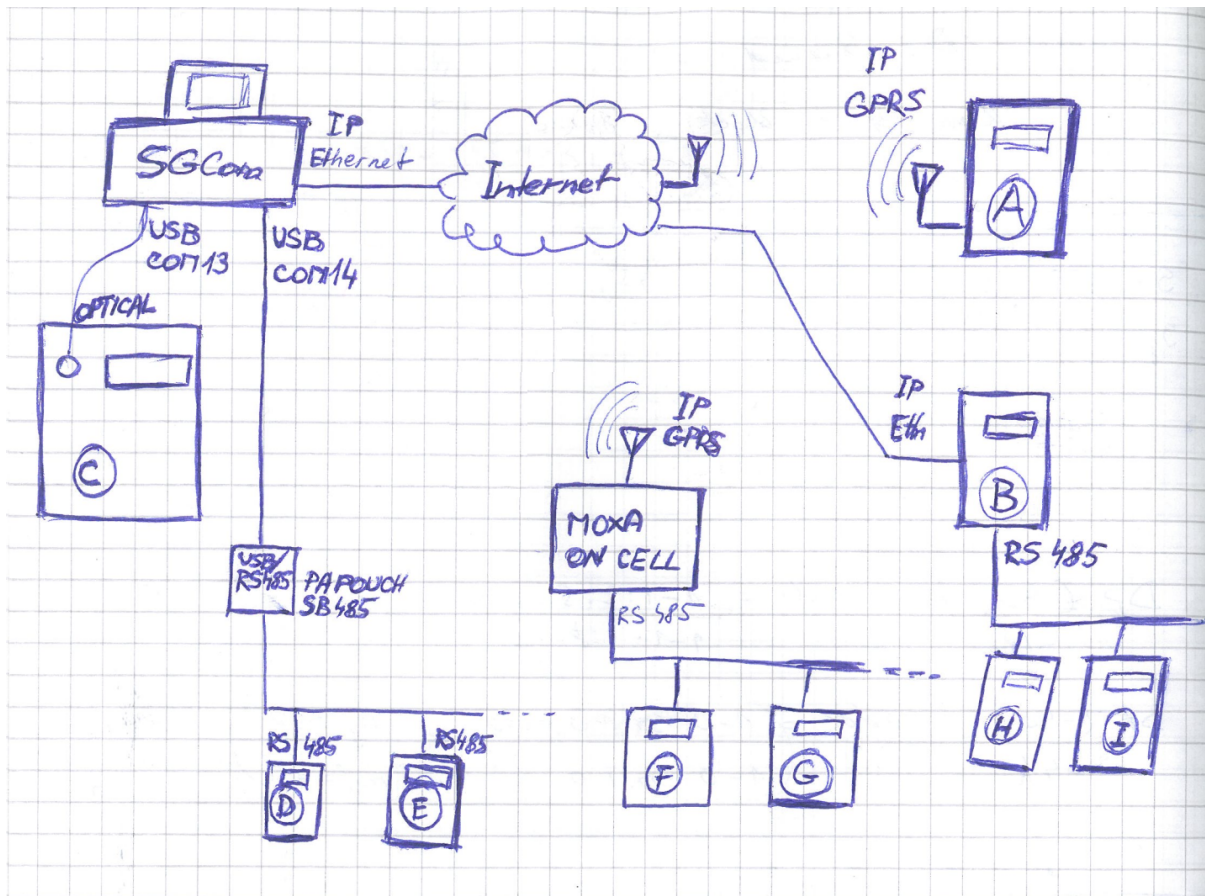 IP
GPRS
SGCom
IP
Ethernet
Internet
A
USB
COM13
USB
COM14
OPTICAL
C
IP
GPRS
IP
Eth
B
MOXA
ON CELL
RS 485
USB/
RS485
PAPOUCH
SB485
RS 485
RS 485
RS485
D
E
F
G
H
I